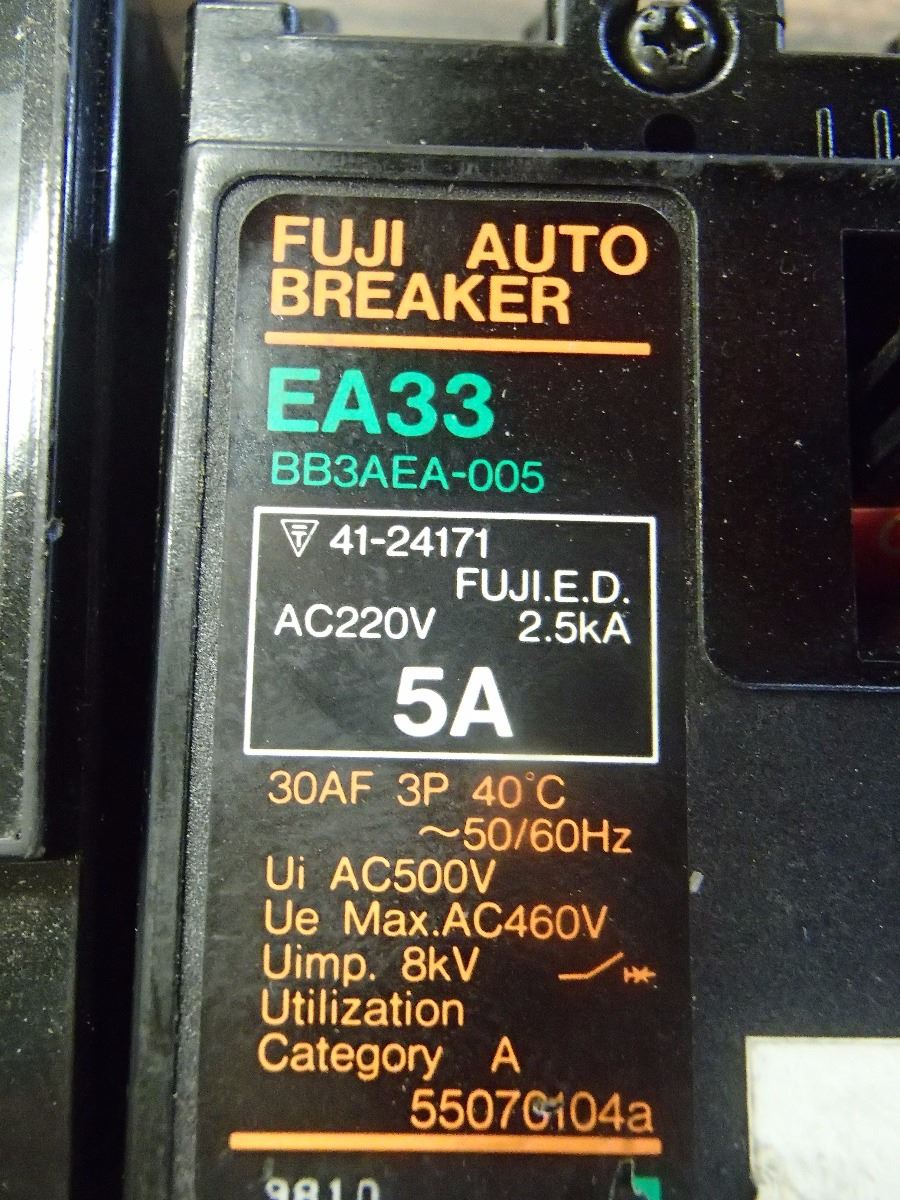 FUJI AUTO
BREAKER
EA33
BB3AEA-005
41-24171
FUJI.E.D.
AC220V 2.5kA
5A
30AF 3P 40°C
~50/60Hz
Ui AC500V
Ue Max.AC460V
Uimp. 8kV
Utilization
Category A
55070104a
9810